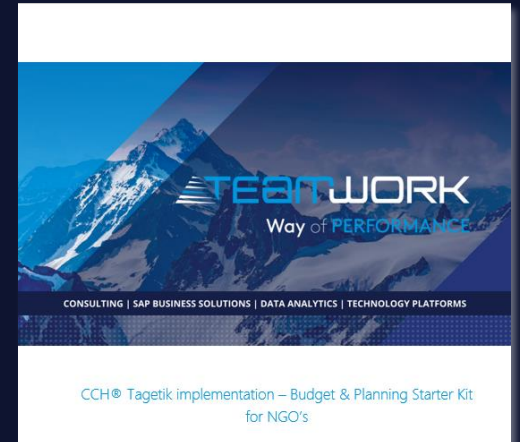 TEAMWORK
Way of PERFORMANCE
CONSULTING | SAP BUSINESS SOLUTIONS | DATA ANALYTICS | TECHNOLOGY PLATFORMS
CCH® Tagetik implementation – Budget & Planning Starter Kit
for NGO's